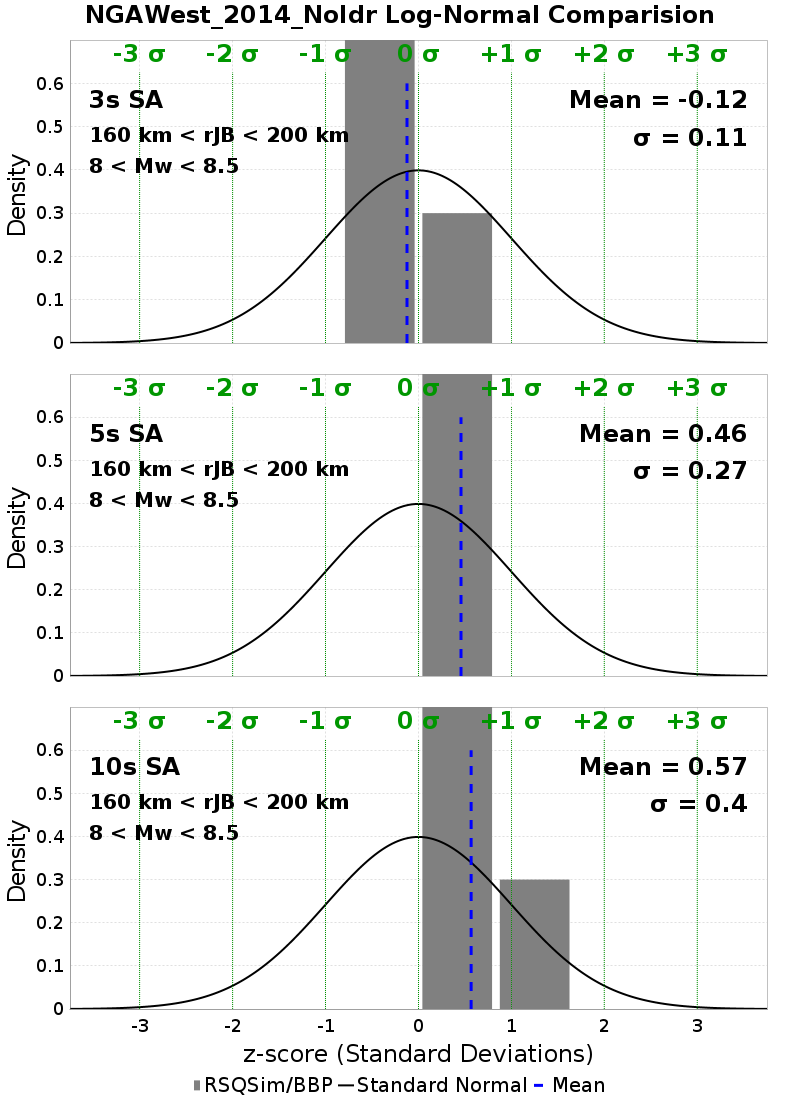 NGAWest_2014_NoIdr Log-Normal Comparision
-3 σ -2 σ -1 σ 0 σ +1 σ +2 σ +3 σ
3s SA
Mean = -0.12
160 km < rJB < 200 km
σ = 0.11
8 < Mw < 8.5
Density
0.6
0.5
0.4
0.3
0.2
0.1
0
-3 σ -2 σ -1 σ 0 σ +1 σ +2 σ +3 σ
5s SA
Mean = 0.46
160 km < rJB < 200 km
σ = 0.27
8 < Mw < 8.5
Density
0.6
0.5
0.4
0.3
0.2
0.1
0
-3 σ -2 σ -1 σ 0 σ +1 σ +2 σ +3 σ
10s SA
Mean = 0.57
160 km < rJB < 200 km
σ = 0.4
8 < Mw < 8.5
Density
0.6
0.5
0.4
0.3
0.2
0.1
0
-3 -2 -1 0 1 2 3
z-score (Standard Deviations)
RSQSim/BBP Standard Normal Mean